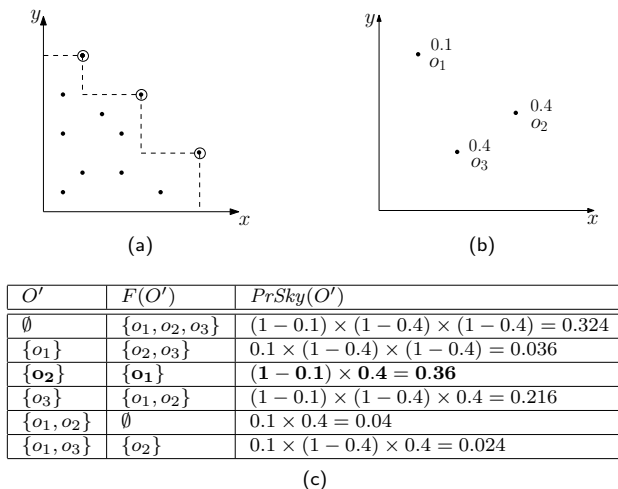 y
x
(a)
y
0.1
o₁
0.4
o₂
0.4
o₃
x
(b)
O′ F(O′) PrSky(O′)
∅ {o₁, o₂, o₃} (1 − 0.1) × (1 − 0.4) × (1 − 0.4) = 0.324
{o₁} {o₂, o₃} 0.1 × (1 − 0.4) × (1 − 0.4) = 0.036
{o₂} {o₁} (1 − 0.1) × 0.4 = 0.36
{o₃} {o₁, o₂} (1 − 0.1) × (1 − 0.4) × 0.4 = 0.216
{o₁, o₂} ∅ 0.1 × 0.4 = 0.04
{o₁, o₃} {o₂} 0.1 × (1 − 0.4) × 0.4 = 0.024
(c)